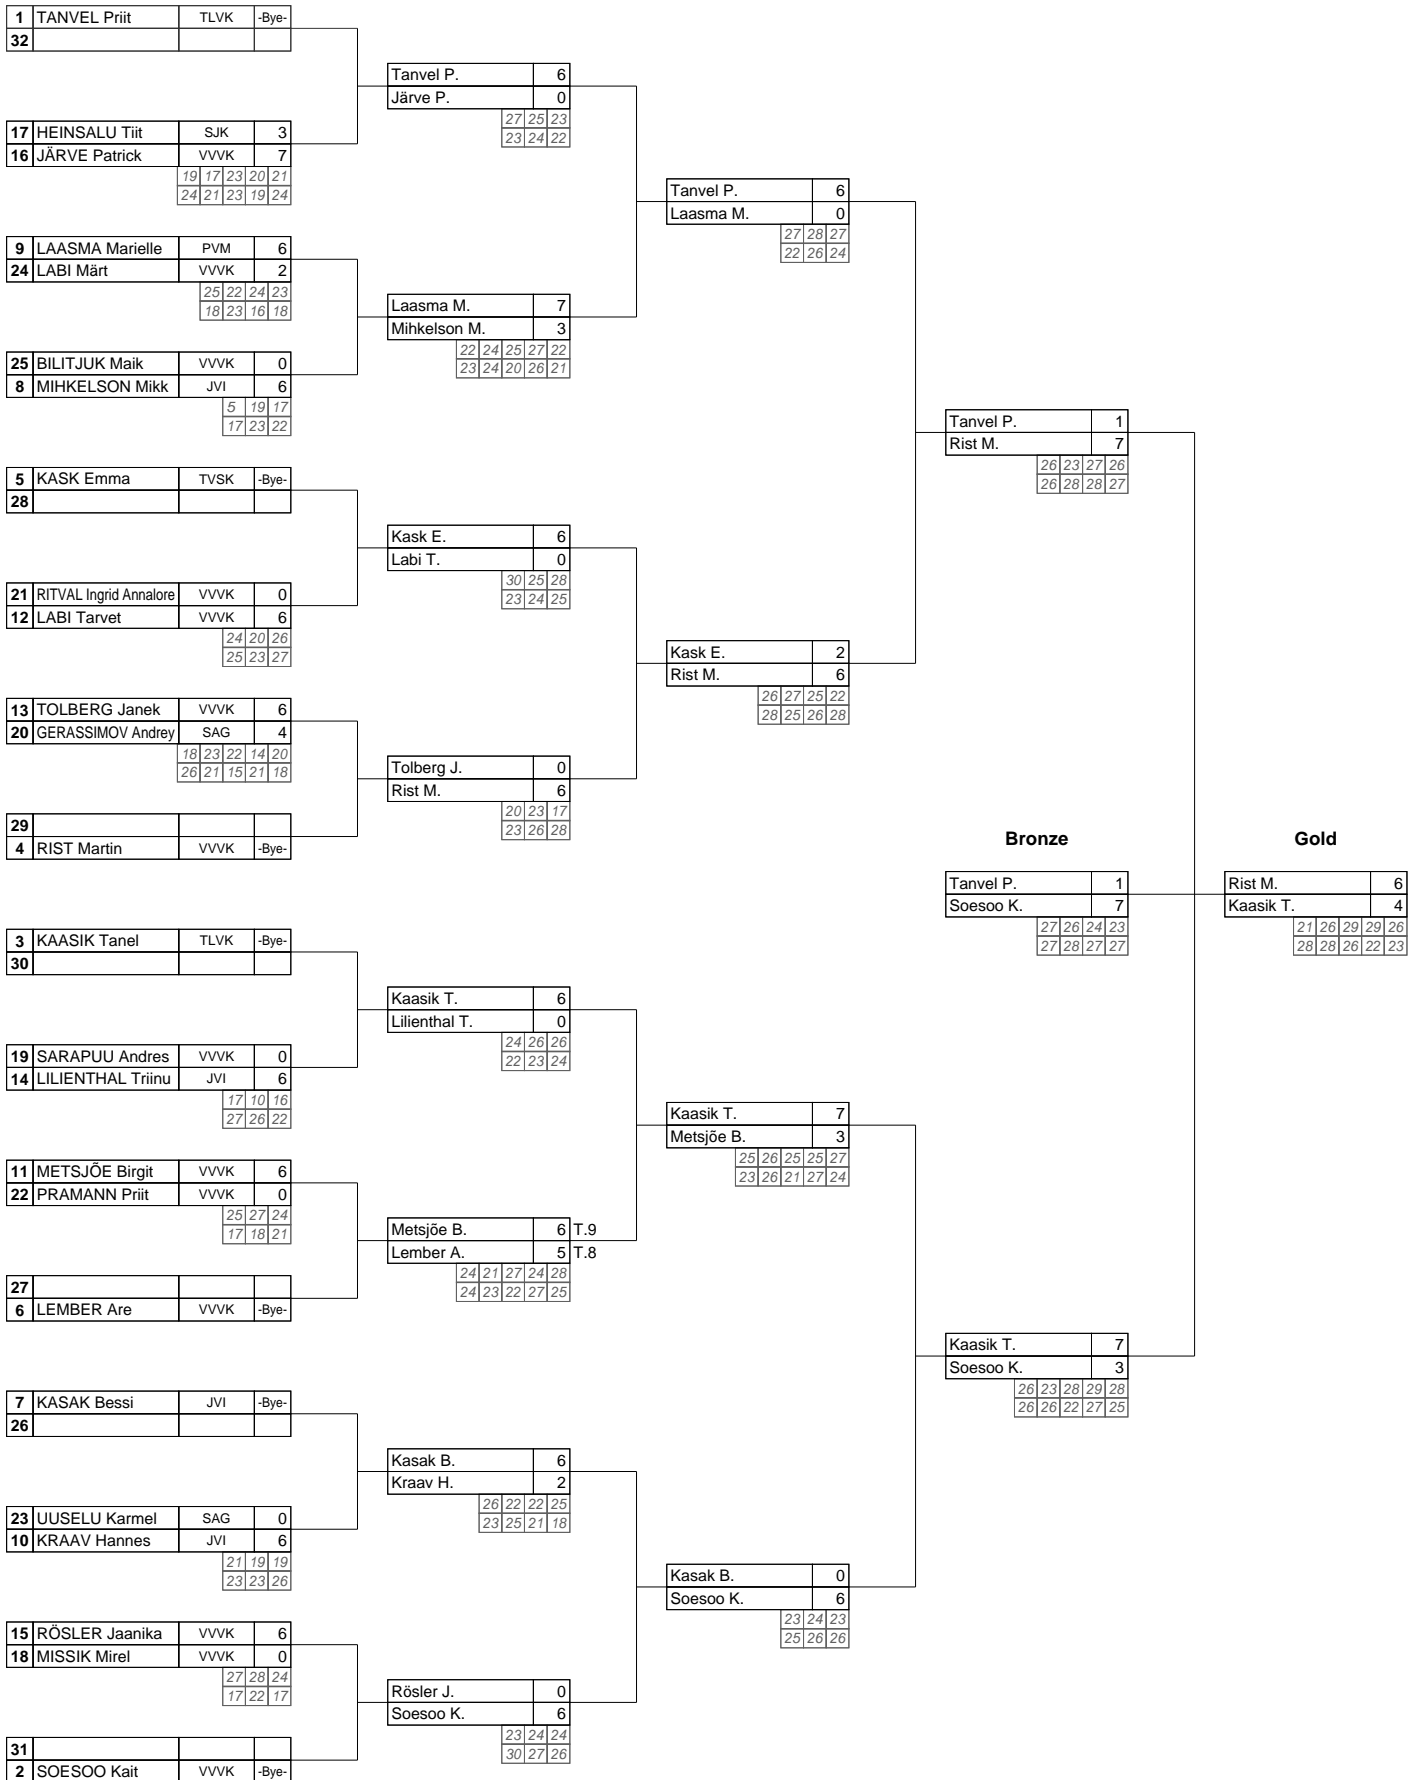 1 TANVEL Priit TLVK -Bye-
32
17 HEINSALU Tiit SJK 3
16 JÄRVE Patrick VVVK 7
19 17 23 20 21
24 21 23 19 24
9 LAASMA Marielle PVM 6
24 LABI Märt VVVK 2
25 22 24 23
18 23 16 18
25 BILITJUK Maik VVVK 0
8 MIHKELSON Mikk JVI 6
5 19 17
17 23 22
5 KASK Emma TVSK -Bye-
28
21 RITVAL Ingrid Annalore VVVK 0
12 LABI Tarvet VVVK 6
24 20 26
25 23 27
13 TOLBERG Janek VVVK 6
20 GERASSIMOV Andrey SAG 4
18 23 22 14 20
26 21 15 21 18
29
4 RIST Martin VVVK -Bye-
3 KAASIK Tanel TLVK -Bye-
30
19 SARAPUU Andres VVVK 0
14 LILIENTHAL Triinu JVI 6
17 10 16
27 26 22
11 METSJÕE Birgit VVVK 6
22 PRAMANN Priit VVVK 0
25 27 24
17 18 21
27
6 LEMBER Are VVVK -Bye-
7 KASAK Bessi JVI -Bye-
26
23 UUSELU Karmel SAG 0
10 KRAAV Hannes JVI 6
21 19 19
23 23 26
15 RÖSLER Jaanika VVVK 6
18 MISSIK Mirel VVVK 0
27 28 24
17 22 17
31
2 SOESOO Kait VVVK -Bye-
Tanvel P. 6
Järve P. 0
27 25 23
23 24 22
Laasma M. 7
Mihkelson M. 3
22 24 25 27 22
23 24 20 26 21
Kask E. 6
Labi T. 0
30 25 28
23 24 25
Tolberg J. 0
Rist M. 6
20 23 17
23 26 28
Kaasik T. 6
Lilienthal T. 0
24 26 26
22 23 24
Metsjõe B. 6 T.9
Lember A. 5 T.8
24 21 27 24 28
24 23 22 27 25
Kasak B. 6
Kraav H. 2
26 22 22 25
23 25 21 18
Rösler J. 0
Soesoo K. 6
23 24 24
30 27 26
Tanvel P. 6
Laasma M. 0
27 28 27
22 26 24
Kask E. 2
Rist M. 6
26 27 25 22
28 25 26 28
Kaasik T. 7
Metsjõe B. 3
25 26 25 25 27
23 26 21 27 24
Kasak B. 0
Soesoo K. 6
23 24 23
25 26 26
Tanvel P. 1
Rist M. 7
26 23 27 26
26 28 28 27
Kaasik T. 7
Soesoo K. 3
26 23 28 29 28
26 26 22 27 25
Bronze
Tanvel P. 1
Soesoo K. 7
27 26 24 23
27 28 27 27
Gold
Rist M. 6
Kaasik T. 4
21 26 29 29 26
28 28 26 22 23